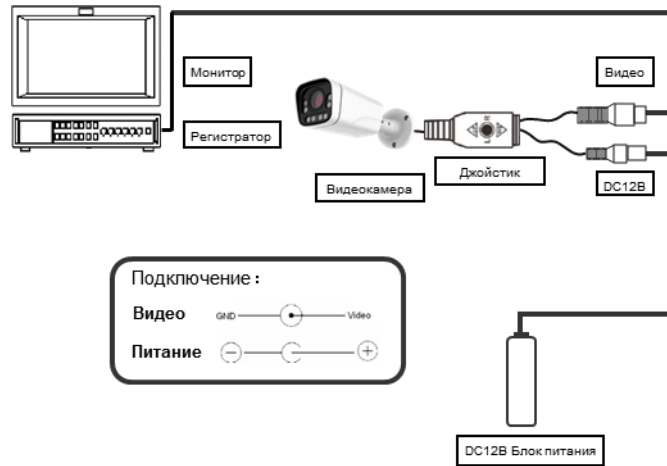 Монитор
Видео
Регистратор
Джойстик
Видеокамера
DC12В
L
R
Подключение:
Видео
GND
Video
Питание
DC12В Блок питания